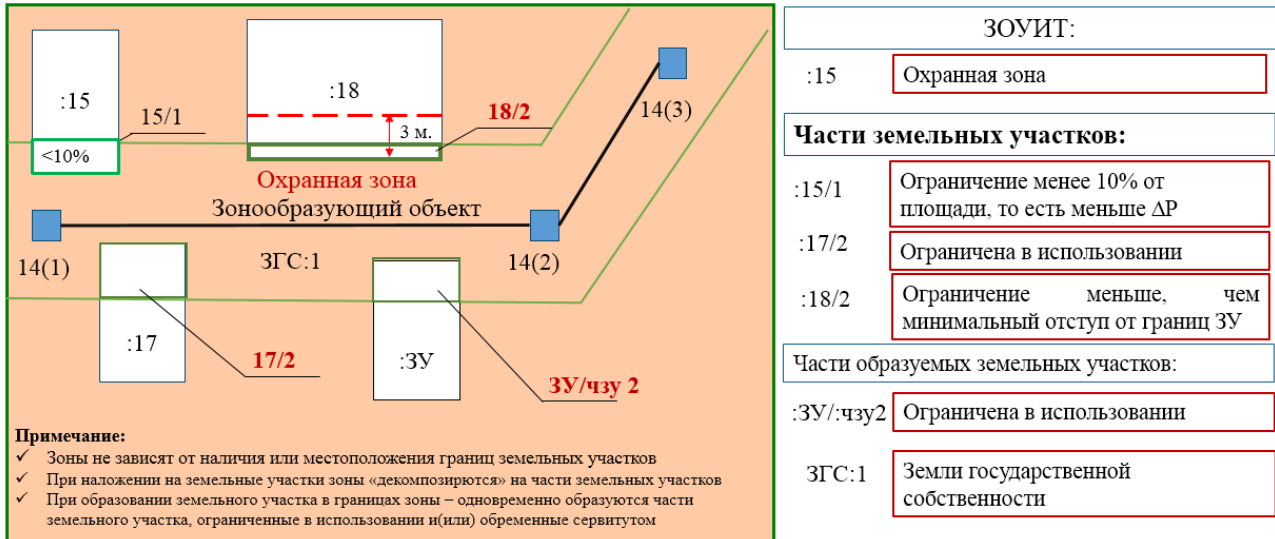 :15
15/1
<10%
:18
3 м.
18/2
14(3)
Охранная зона
Зонообразующий объект
14(1)
ЗГС:1
14(2)
:17
17/2
:ЗУ
ЗУ/чзу 2
Примечание:
✓ Зоны не зависят от наличия или местоположения границ земельных участков
✓ При наложении на земельные участки зоны «декомпозирются» на части земельных участков
✓ При образовании земельного участка в границах зоны – одновременно образуются части
земельного участка, ограниченные в использовании и(или) обременные сервитутом
ЗОУИТ:
:15 Охранная зона
Части земельных участков:
:15/1 Ограничение менее 10% от
площади, то есть меньше ΔР
:17/2 Ограничена в использовании
:18/2 Ограничение меньше, чем
минимальный отступ от границ ЗУ
Части образуемых земельных участков:
:ЗУ/:чзу2 Ограничена в использовании
ЗГС:1 Земли государственной
собственности